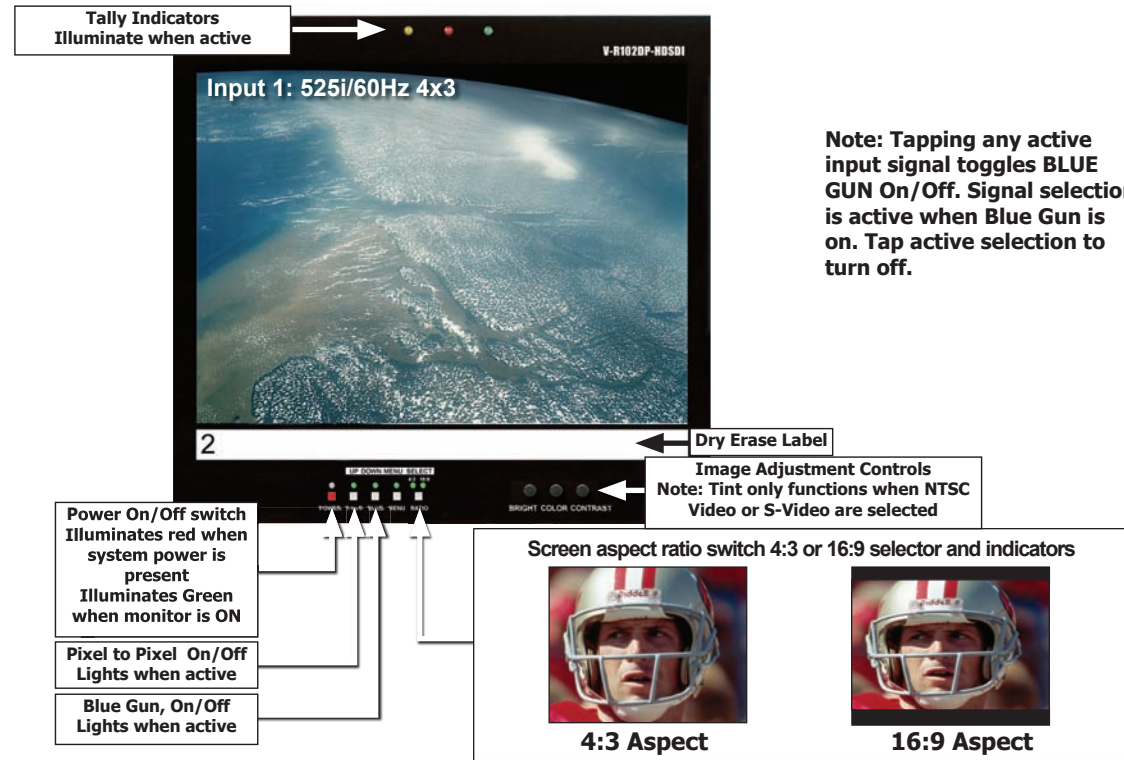 Tally Indicators
Illuminate when active
V-R102DP-HDSDI
Input 1: 525i/60Hz 4x3
Note: Tapping any active
input signal toggles BLUE
GUN On/Off. Signal selection
is active when Blue Gun is
on. Tap active selection to
turn off.
2
Dry Erase Label
UP DOWN MENU SELECT
4:3 16:9
POWER BLUE MENU RATIO
BRIGHT COLOR CONTRAST
Image Adjustment Controls
Note: Tint only functions when NTSC
Video or S-Video are selected
Power On/Off switch
Illuminates red when
system power is
present
Illuminates Green
when monitor is ON
Pixel to Pixel On/Off
Lights when active
Blue Gun, On/Off
Lights when active
Screen aspect ratio switch 4:3 or 16:9 selector and indicators
Riddell
Riddell
4:3 Aspect
16:9 Aspect